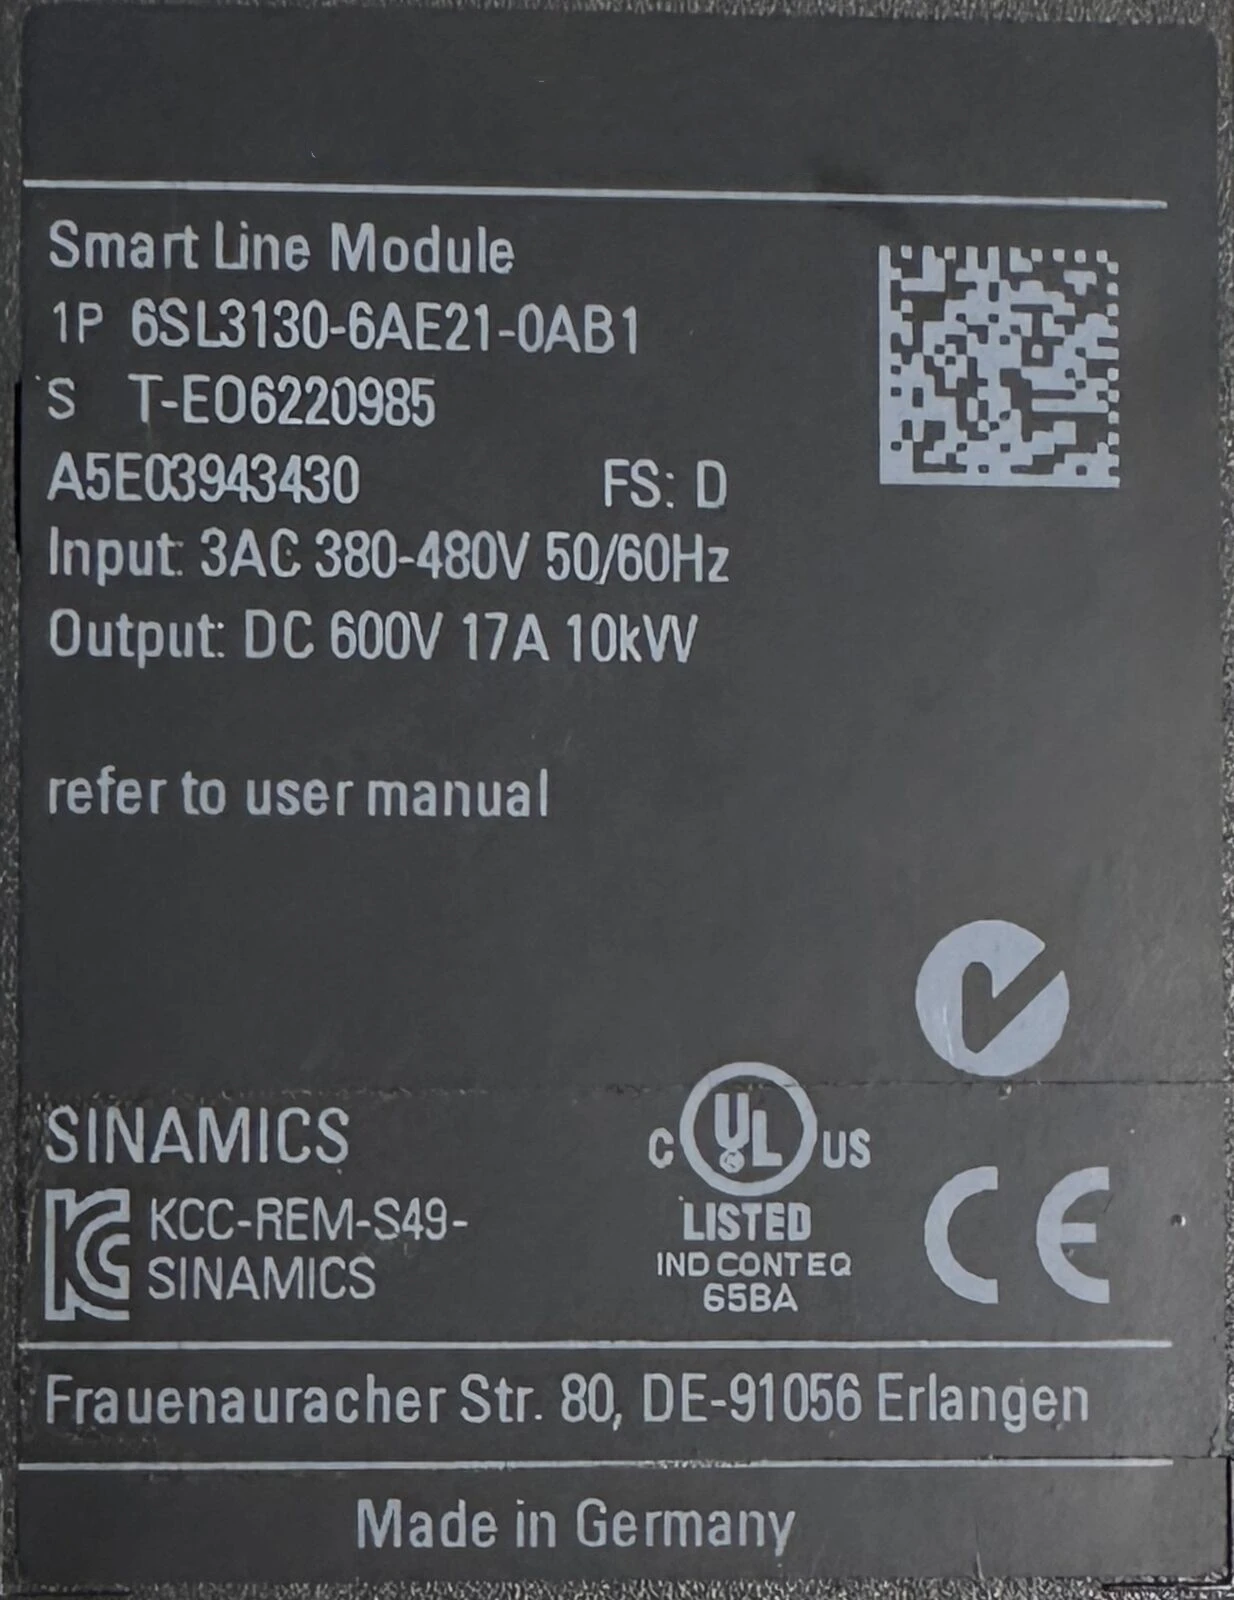 Smart Line Module
1P 6SL3130-6AE21-0AB1
S T-EO6220985
A5E03943430 FS: D
Input: 3AC 380-480V 50/60Hz
Output: DC 600V 17A 10kW
refer to user manual
SINAMICS
KCC-REM-S49-
SINAMICS
C UL US
LISTED
IND CONT EQ
65BA
CE
Frauenauracher Str. 80, DE-91056 Erlangen
Made in Germany